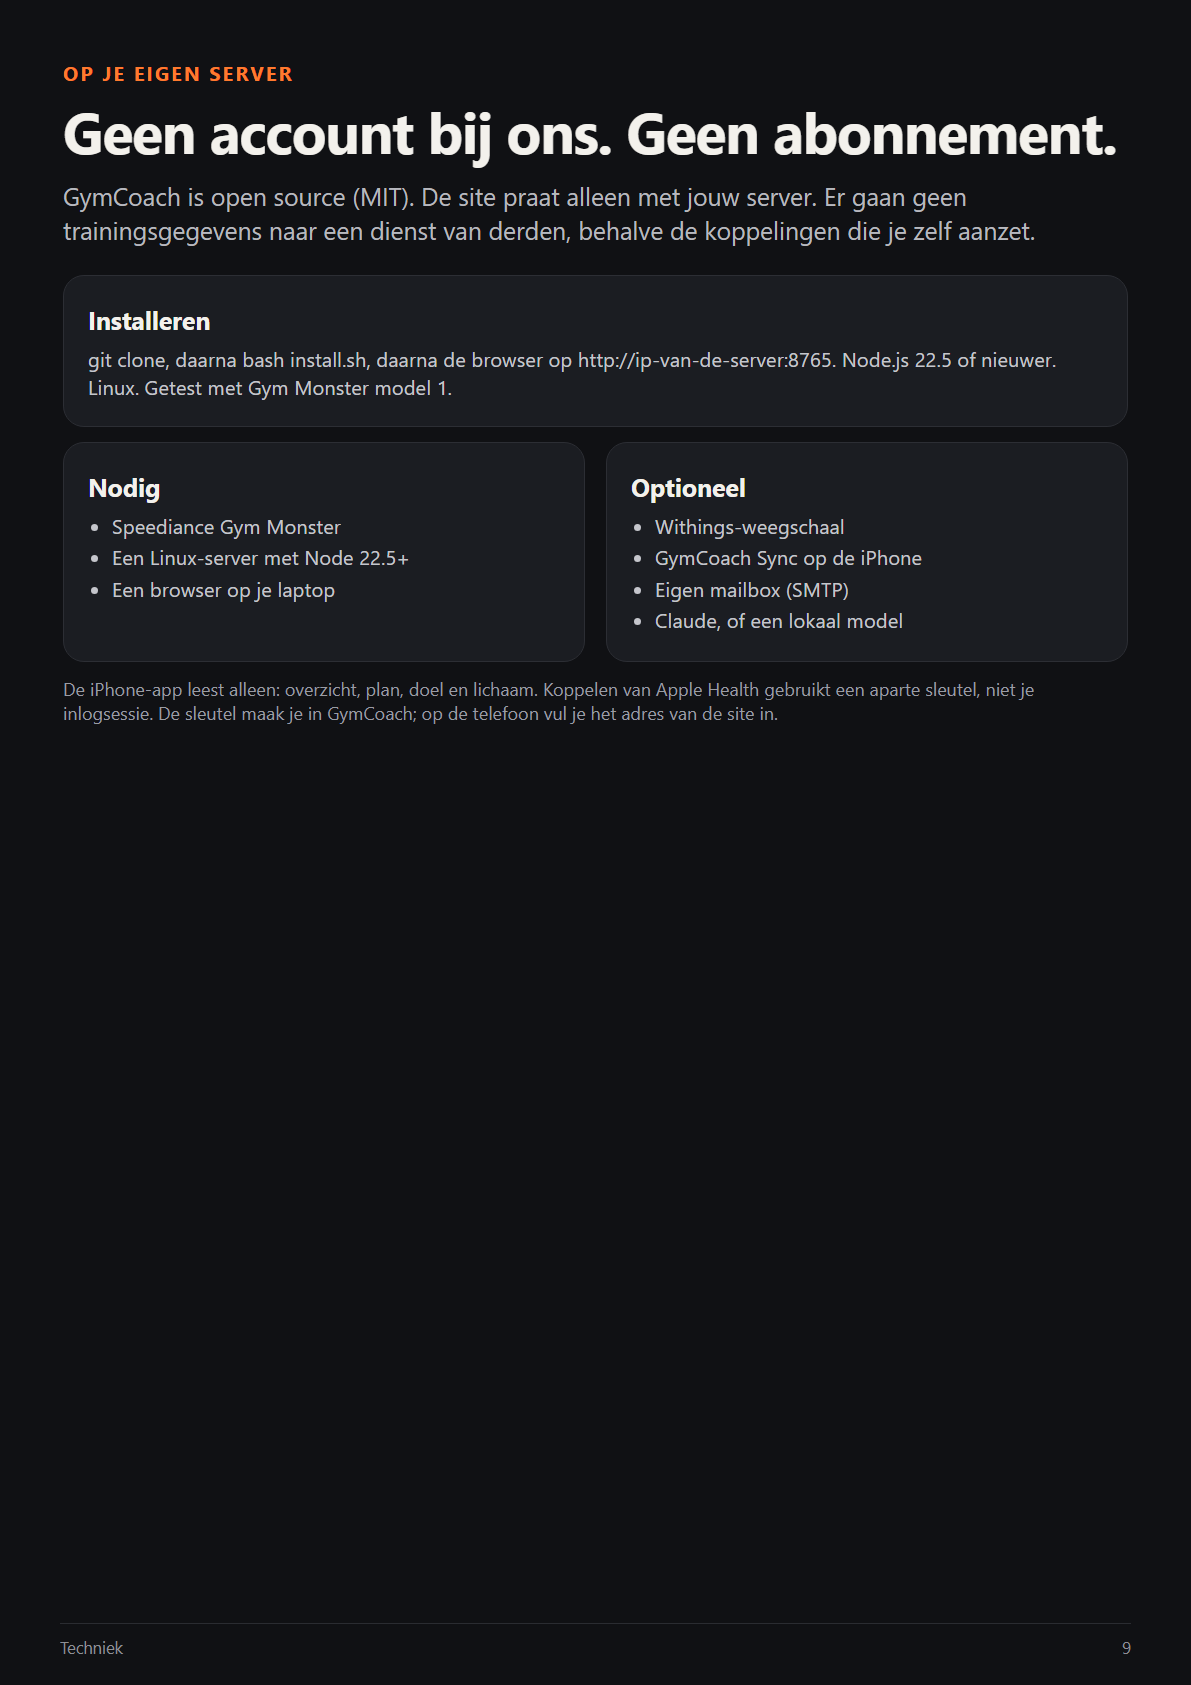 OP JE EIGEN SERVER
Geen account bij ons. Geen abonnement.
GymCoach is open source (MIT). De site praat alleen met jouw server. Er gaan geen
trainingsgegevens naar een dienst van derden, behalve de koppelingen die je zelf aanzet.
Installeren
git clone, daarna bash install.sh, daarna de browser op http://ip-van-de-server:8765. Node.js 22.5 of nieuwer.
Linux. Getest met Gym Monster model 1.
Nodig
• Speediance Gym Monster
• Een Linux-server met Node 22.5+
• Een browser op je laptop
Optioneel
• Withings-weegschaal
• GymCoach Sync op de iPhone
• Eigen mailbox (SMTP)
• Claude, of een lokaal model
De iPhone-app leest alleen: overzicht, plan, doel en lichaam. Koppelen van Apple Health gebruikt een aparte sleutel, niet je
inlogsessie. De sleutel maak je in GymCoach; op de telefoon vul je het adres van de site in.
Techniek
9